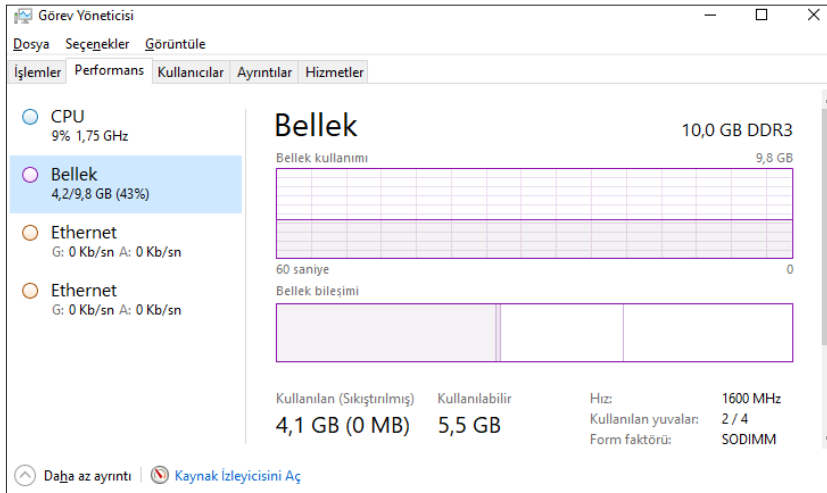 Görev Yöneticisi
Dosya Seçenekler Görüntüle
İşlemler Performans Kullanıcılar Ayrıntılar Hizmetler
CPU
9% 1,75 GHz
Bellek
4,2/9,8 GB (43%)
Ethernet
G: 0 Kb/sn A: 0 Kb/sn
Ethernet
G: 0 Kb/sn A: 0 Kb/sn
Bellek 10,0 GB DDR3
Bellek kullanımı 9,8 GB
60 saniye 0
Bellek bileşimi
Kullanılan (Sıkıştırılmış) Kullanılabilir
4,1 GB (0 MB) 5,5 GB
Hız: 1600 MHz
Kullanılan yuvalar: 2 / 4
Form faktörü: SODIMM
Daha az ayrıntı Kaynak İzleyicisini Aç